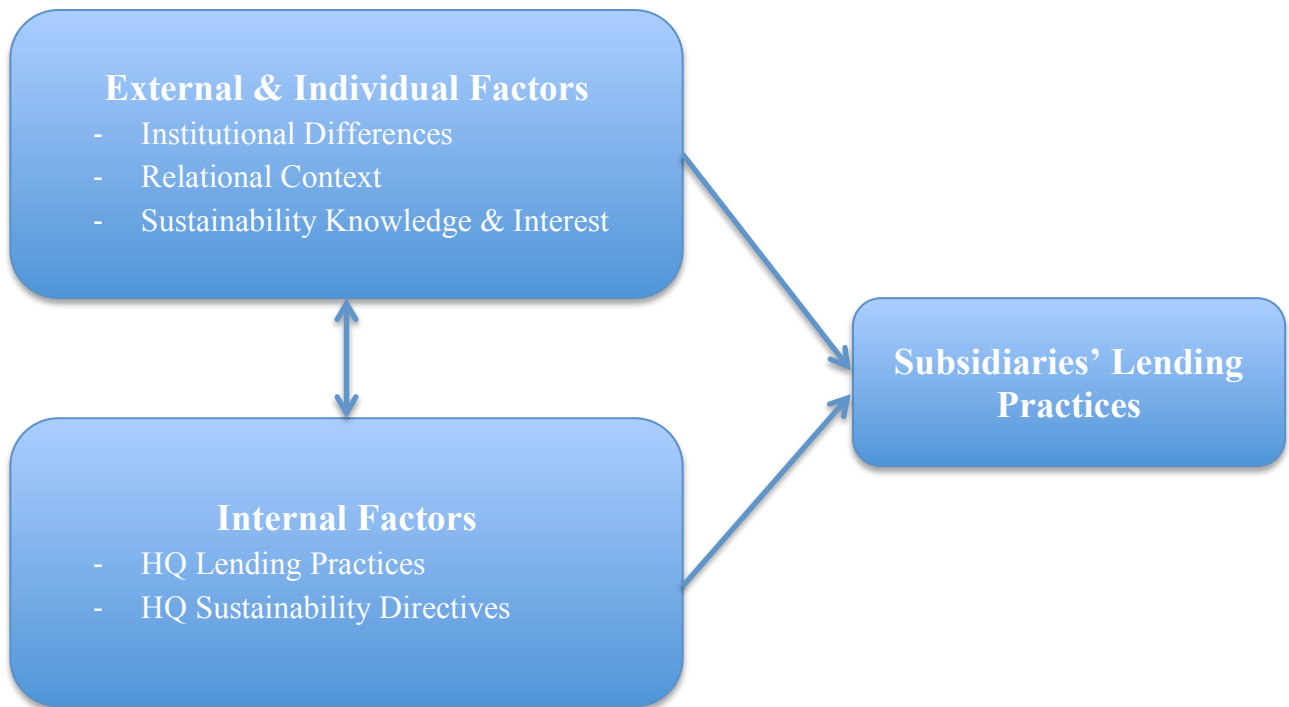 External & Individual Factors
- Institutional Differences
- Relational Context
- Sustainability Knowledge & Interest
Subsidiaries’ Lending
Practices
Internal Factors
- HQ Lending Practices
- HQ Sustainability Directives